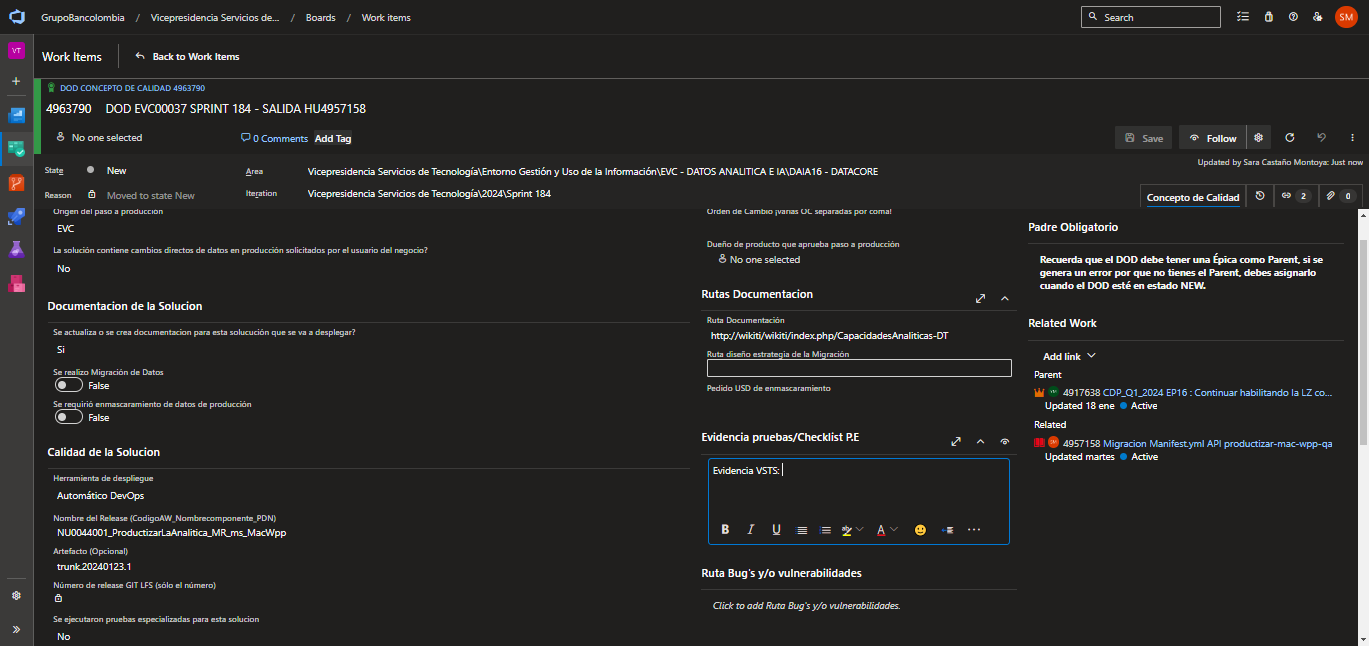 GrupoBancolombia / Vicepresidencia Servicios de... / Boards / Work items
Search
SM
VT
Work Items
Back to Work Items
DOD CONCEPTO DE CALIDAD 4963790
4963790 DOD EVC00037 SPRINT 184 - SALIDA HU4957158
No one selected
0 Comments
Add Tag
Save
Follow
State
New
Area
Vicepresidencia Servicios de Tecnología\Entorno Gestión y Uso de la Información\EVC - DATOS ANALITICA E IA\DAIA16 - DATACORE
Updated by Sara Castaño Montoya: Just now
Reason
Moved to state New
Iteration
Vicepresidencia Servicios de Tecnología\2024\Sprint 184
Concepto de Calidad
2
0
Origen del paso a producción
EVC
La solución contiene cambios directos de datos en producción solicitados por el usuario del negocio?
No
Documentacion de la Solucion
Se actualiza o se crea documentacion para esta solucución que se va a desplegar?
Si
Se realizo Migración de Datos
False
Se requirió enmascaramiento de datos de producción
False
Calidad de la Solucion
Herramienta de despliegue
Automático DevOps
Nombre del Release (CodigoAW_Nombrecomponente_PDN)
NU0044001_ProductizarLaAnalitica_MR_ms_MacWpp
Artefacto (Opcional)
trunk.20240123.1
Número de release GIT LFS (sólo el número)
Se ejecutaron pruebas especializadas para esta solucion
No
Orden de Cambio ¡Varias OC separadas por coma!
Dueño de producto que aprueba paso a producción
No one selected
Rutas Documentacion
Ruta Documentación
http://wikiti/wikiti/index.php/CapacidadesAnaliticas-DT
Ruta diseño estrategia de la Migración
Pedido USD de enmascaramiento
Evidencia pruebas/Checklist P.E
Evidencia VSTS:
B I U A
Ruta Bug's y/o vulnerabilidades
Click to add Ruta Bug's y/o vulnerabilidades.
Padre Obligatorio
Recuerda que el DOD debe tener una Épica como Parent, si se
genera un error por que no tienes el Parent, debes asignarlo
cuando el DOD esté en estado NEW.
Related Work
Add link
Parent
4917638 CDP_Q1_2024 EP16 : Continuar habilitando la LZ co...
Updated 18 ene Active
Related
4957158 Migracion Manifest.yml API productizar-mac-wpp-qa
Updated martes Active